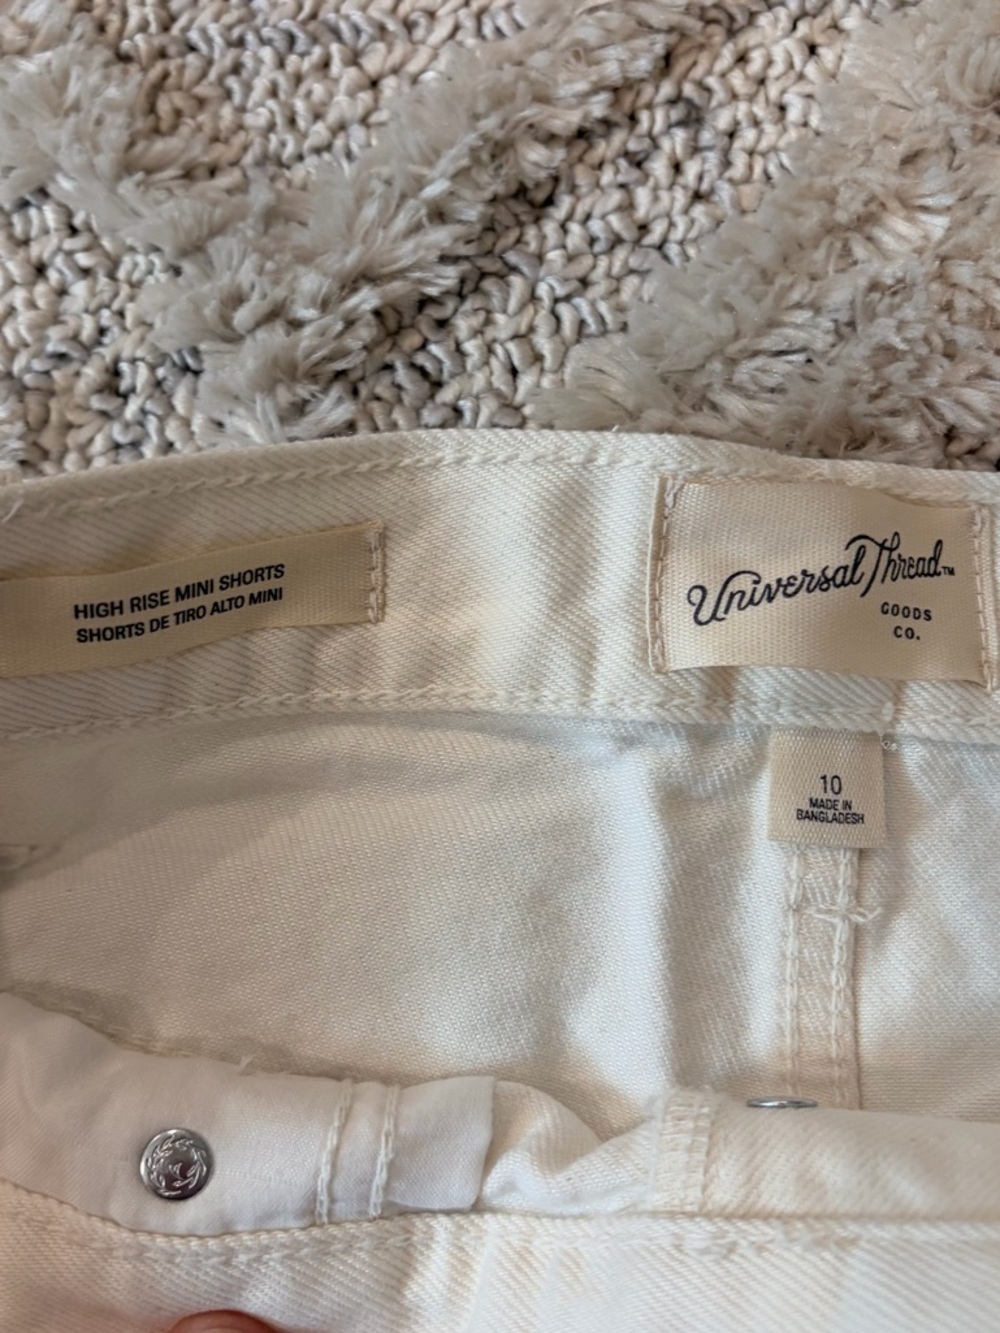 HIGH RISE MINI SHORTS
SHORTS DE TIRO ALTO MINI
Universal Thread™
GOODS
CO.
10
MADE IN
BANGLADESH